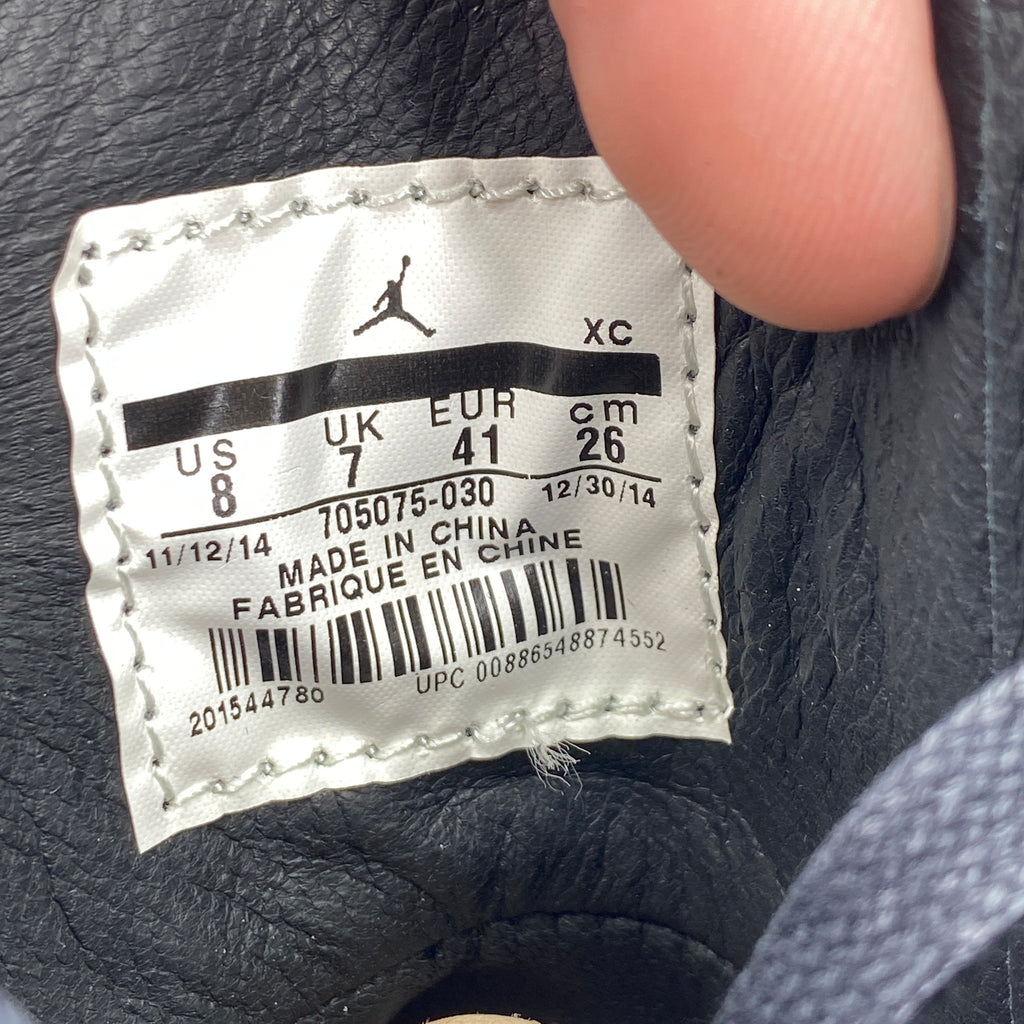 XC
US UK EUR cm
8 7 41 26
11/12/14 705075-030 12/30/14
MADE IN CHINA
FABRIQUE EN CHINE
201544780 UPC 00886548874552